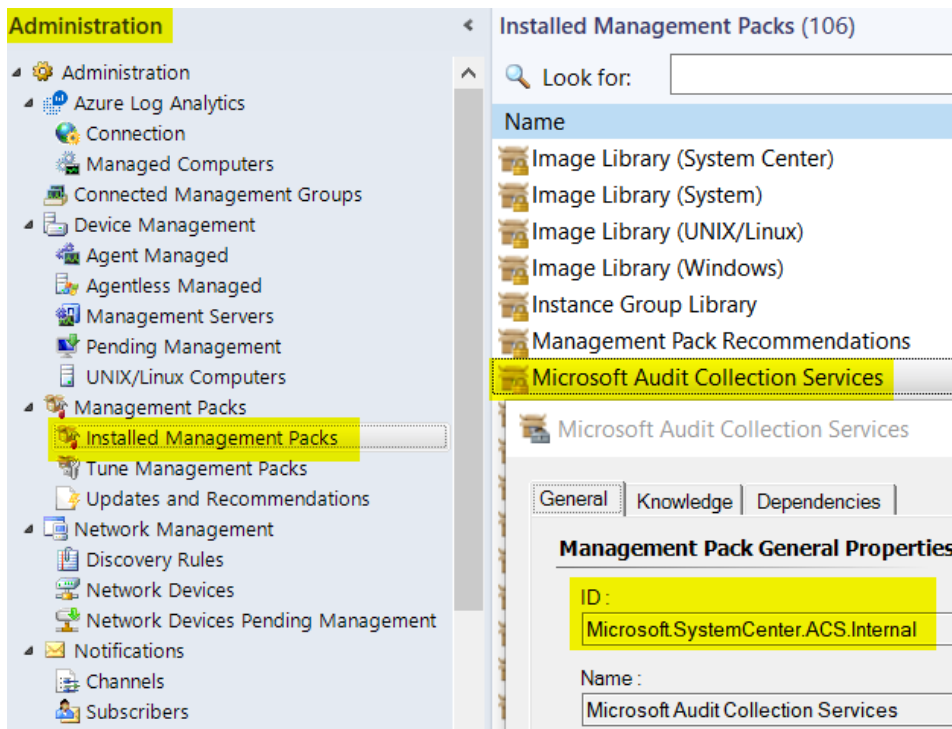 Administration
Administration
Azure Log Analytics
Connection
Managed Computers
Connected Management Groups
Device Management
Agent Managed
Agentless Managed
Management Servers
Pending Management
UNIX/Linux Computers
Management Packs
Installed Management Packs
Tune Management Packs
Updates and Recommendations
Network Management
Discovery Rules
Network Devices
Network Devices Pending Management
Notifications
Channels
Subscribers
Installed Management Packs (106)
Look for:
Name
Image Library (System Center)
Image Library (System)
Image Library (UNIX/Linux)
Image Library (Windows)
Instance Group Library
Management Pack Recommendations
Microsoft Audit Collection Services
Microsoft Audit Collection Services
General Knowledge Dependencies
Management Pack General Properties
ID :
Microsoft.SystemCenter.ACS.Internal
Name :
Microsoft Audit Collection Services